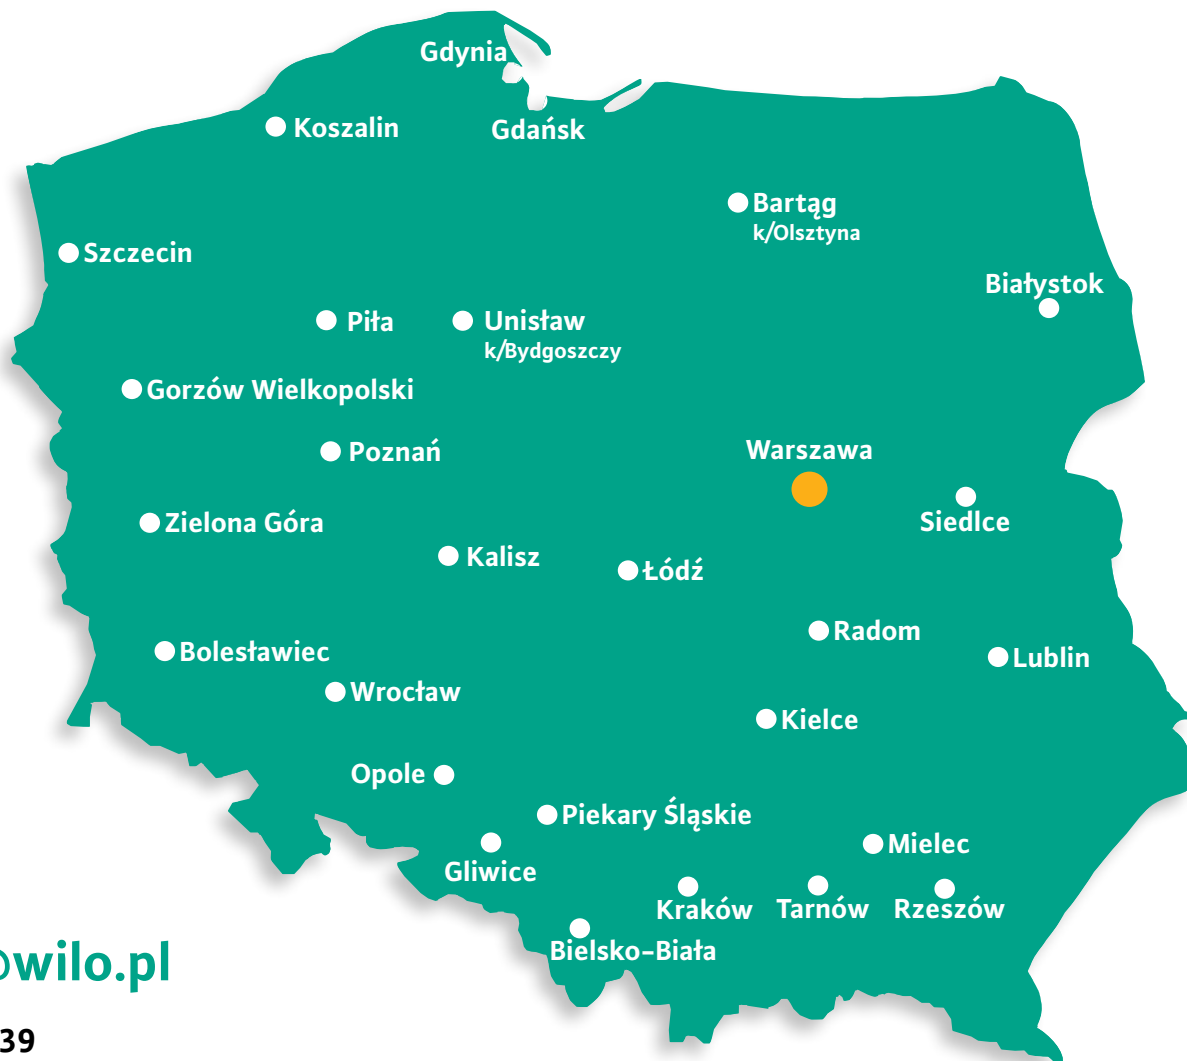 Gdynia
Koszalin
Gdańsk
Bartąg
k/Olsztyna
Szczecin
Białystok
Piła
Unisław
k/Bydgoszczy
Gorzów Wielkopolski
Poznań
Warszawa
Siedlce
Zielona Góra
Kalisz
Łódź
Radom
Bolesławiec
Lublin
Wrocław
Kielce
Opole
Piekary Śląskie
Mielec
Gliwice
Kraków
Tarnów
Rzeszów
Bielsko-Biała
@wilo.pl
39